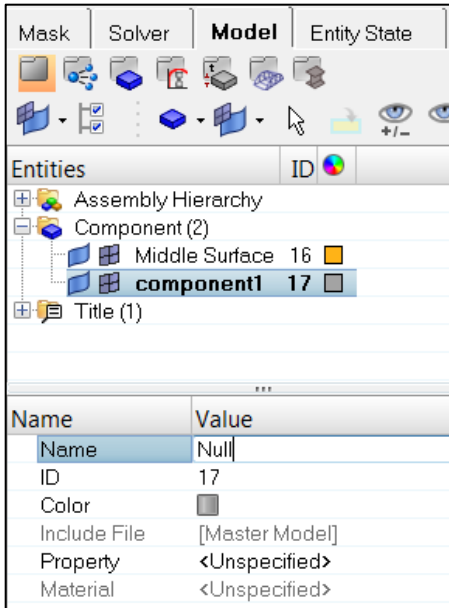 Mask Solver Model Entity State
+/-
Entities ID
Assembly Hierarchy
Component (2)
Middle Surface 16
component1 17
Title (1)
Name Value
Name Null
ID 17
Color
Include File [Master Model]
Property <Unspecified>
Material <Unspecified>